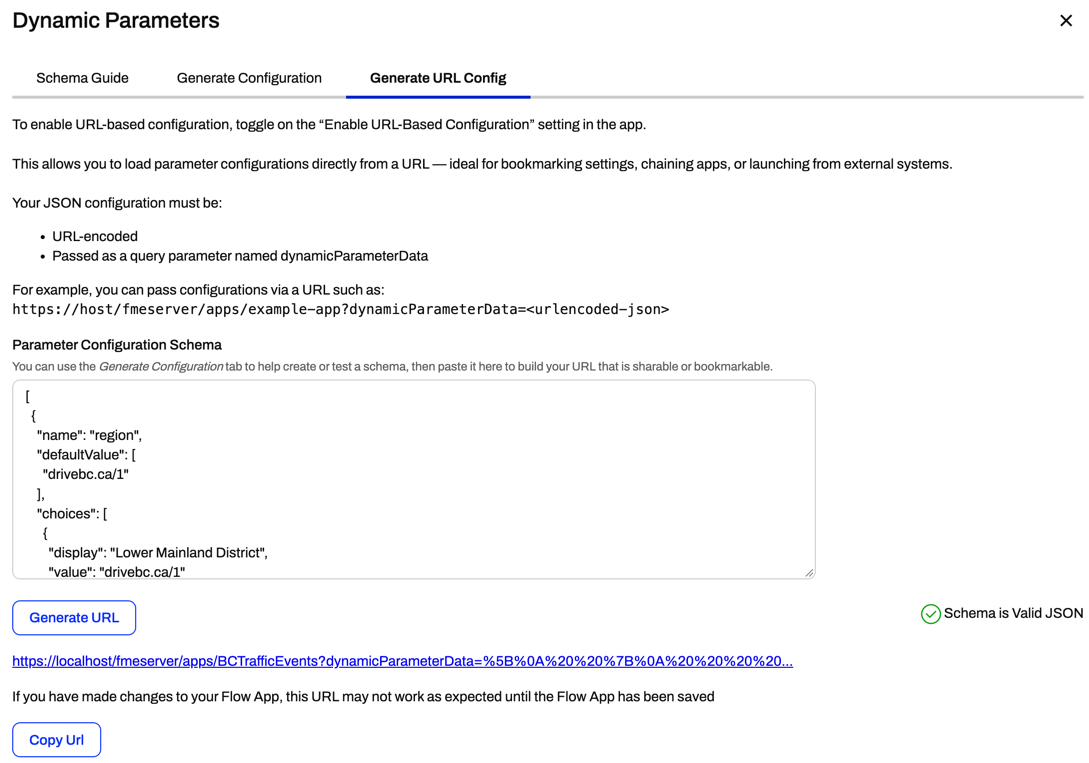 Dynamic Parameters
Schema Guide
Generate Configuration
Generate URL Config
To enable URL-based configuration, toggle on the “Enable URL-Based Configuration” setting in the app.
This allows you to load parameter configurations directly from a URL — ideal for bookmarking settings, chaining apps, or launching from external systems.
Your JSON configuration must be:
• URL-encoded
• Passed as a query parameter named dynamicParameterData
For example, you can pass configurations via a URL such as:
https://host/fmeserver/apps/example-app?dynamicParameterData=<urlencoded-json>
Parameter Configuration Schema
You can use the Generate Configuration tab to help create or test a schema, then paste it here to build your URL that is sharable or bookmarkable.
[
{
"name": "region",
"defaultValue": [
"drivebc.ca/1"
],
"choices": [
{
"display": "Lower Mainland District",
"value": "drivebc.ca/1"
Generate URL
Schema is Valid JSON
https://localhost/fmeserver/apps/BCTrafficEvents?dynamicParameterData=%5B%0A%20%20%7B%0A%20%20%20%20...
If you have made changes to your Flow App, this URL may not work as expected until the Flow App has been saved
Copy Url